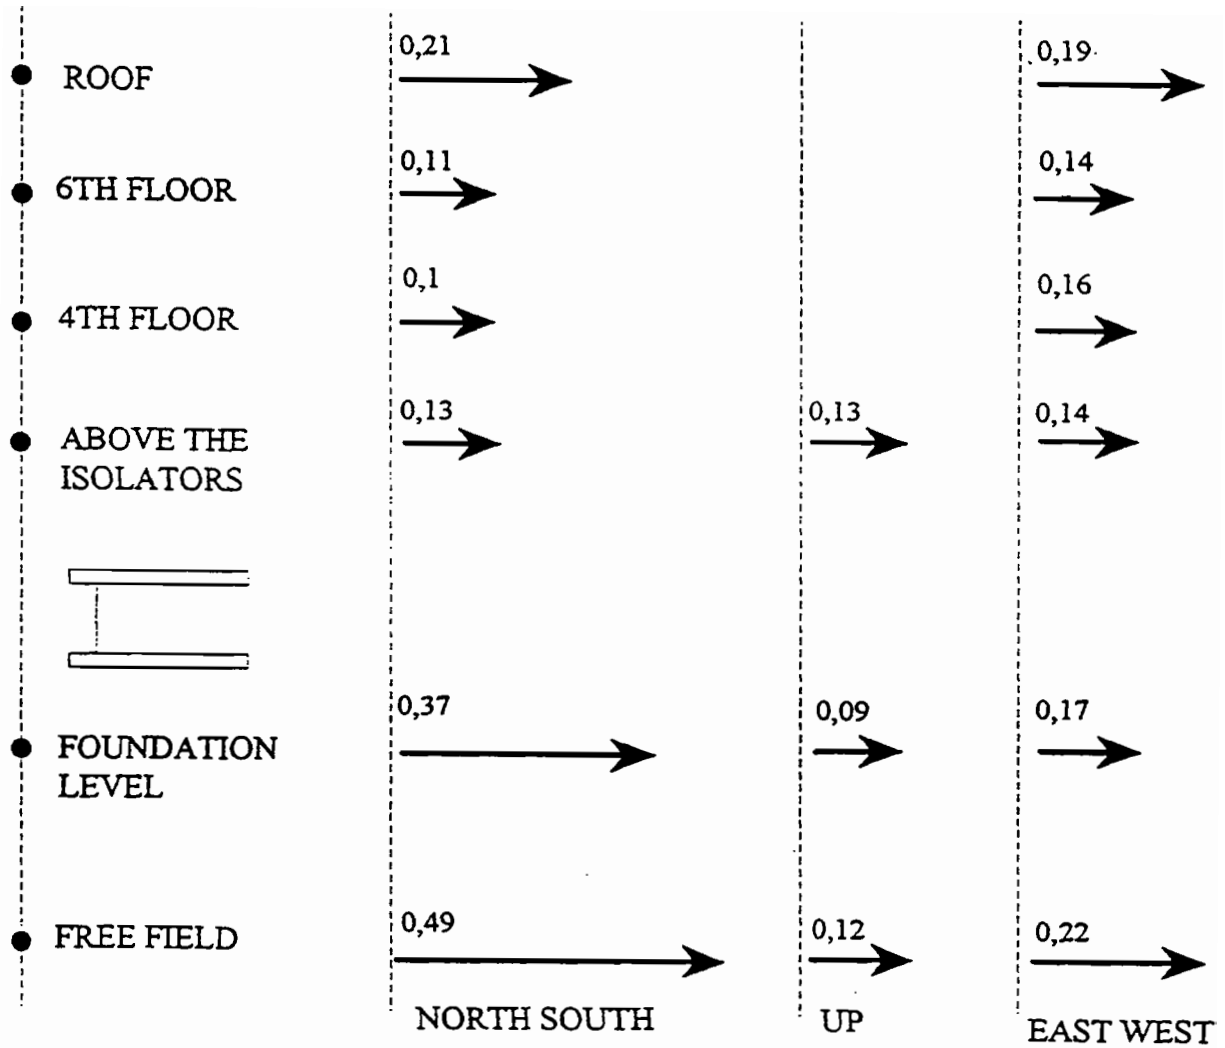 0,21
0,19
ROOF
0,11
0,14
6TH FLOOR
0,1
0,16
4TH FLOOR
0,13
0,13
0,14
ABOVE THE
ISOLATORS
0,37
0,09
0,17
FOUNDATION
LEVEL
0,49
0,12
0,22
FREE FIELD
NORTH SOUTH
UP
EAST WEST